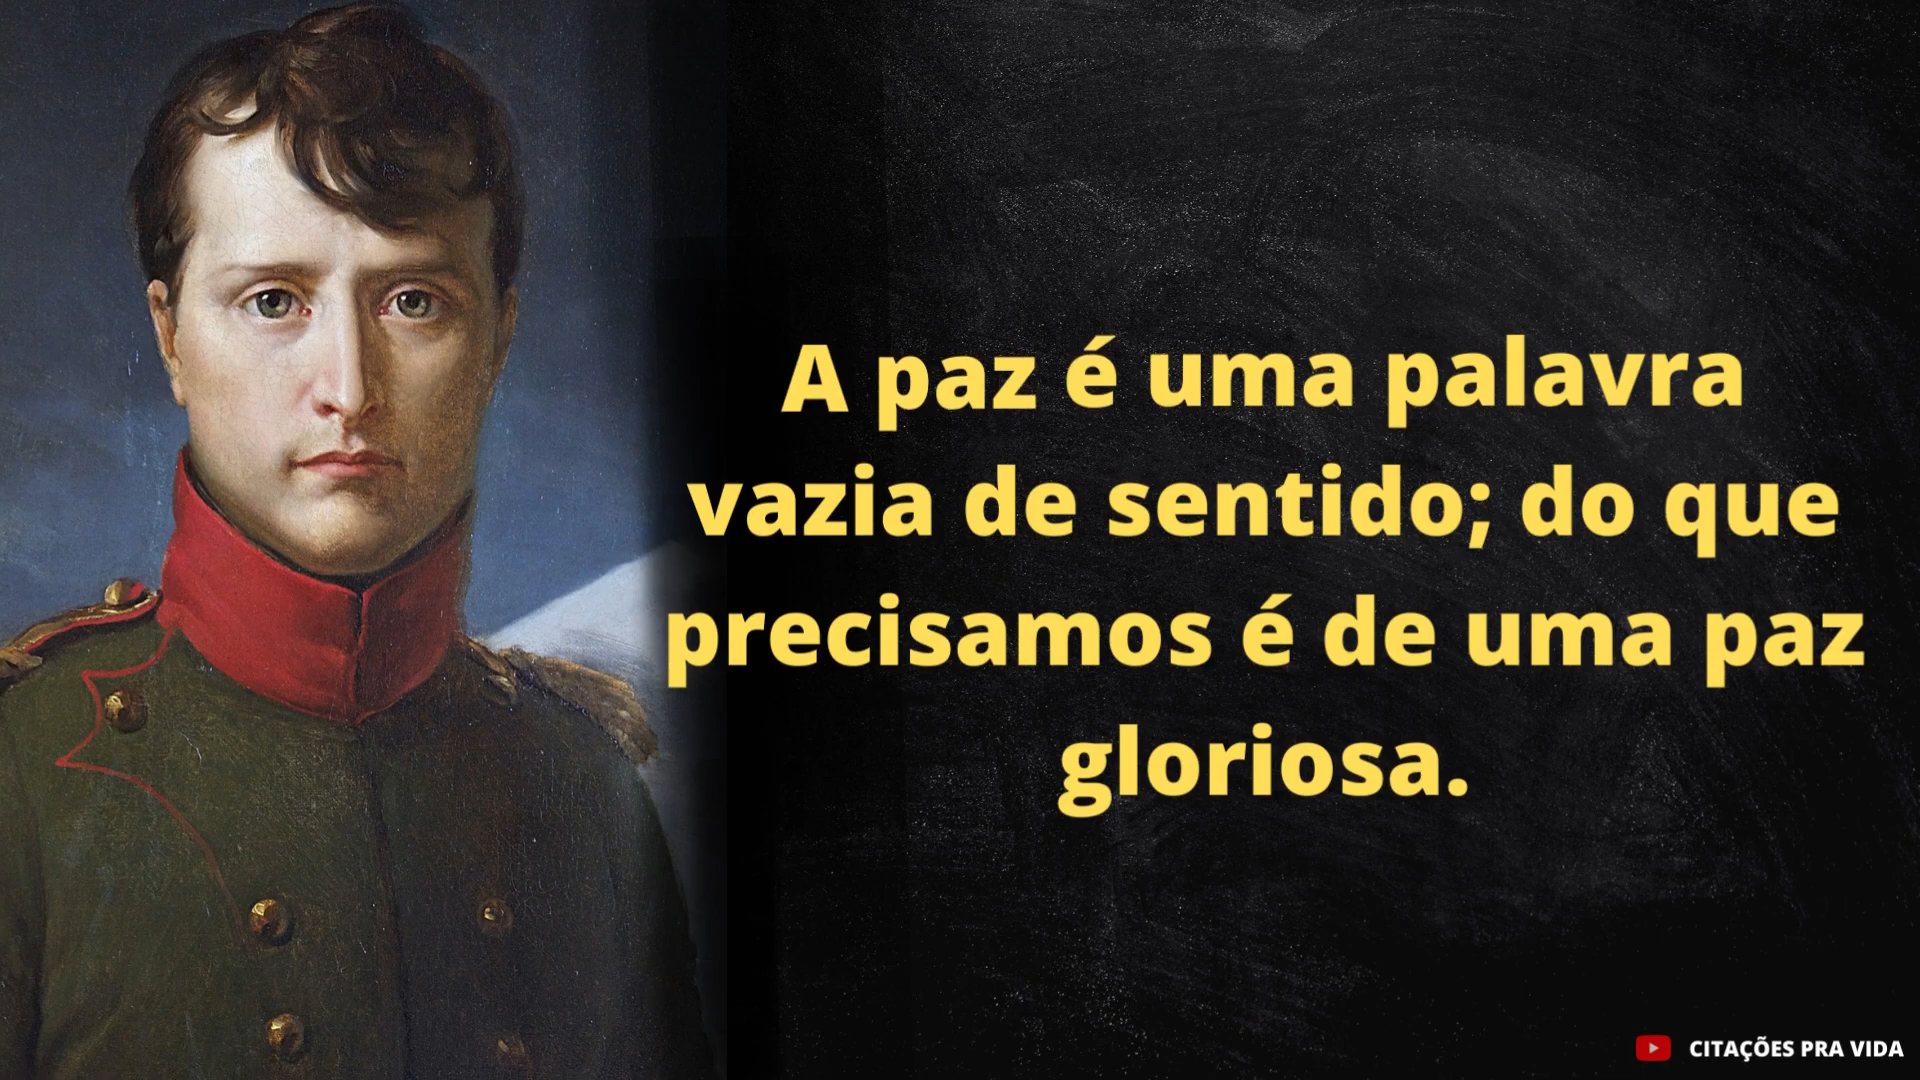 A paz é uma palavra
vazia de sentido; do que
precisamos é de uma paz
gloriosa.
CITAÇÕES PRA VIDA